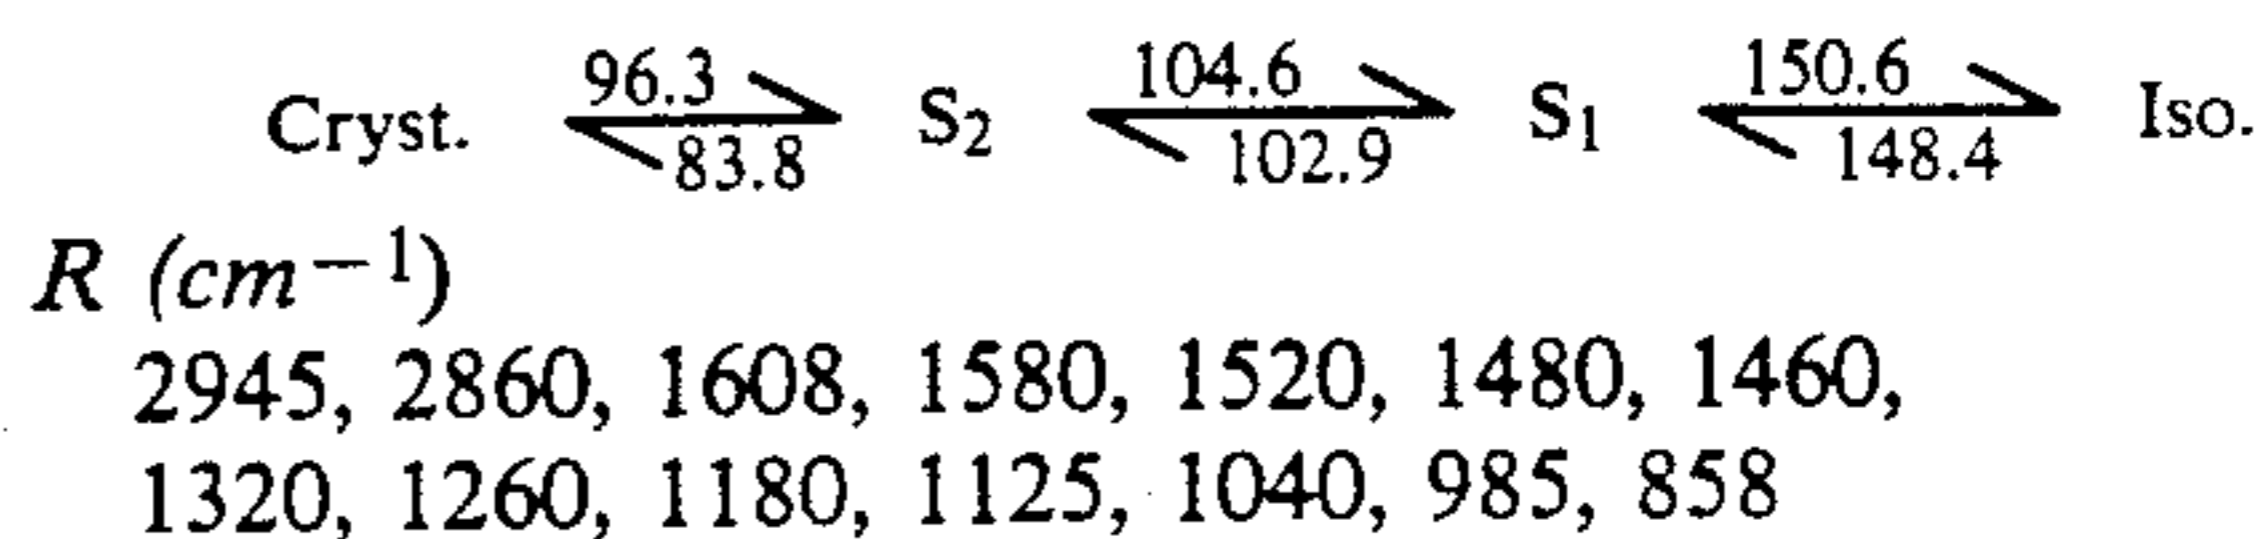 96.3 104.6 150.6
Cryst. ⇌ S₂ ⇌ S₁ ⇌ Iso.
83.8 102.9 148.4
R (cm⁻¹)
2945, 2860, 1608, 1580, 1520, 1480, 1460,
1320, 1260, 1180, 1125, 1040, 985, 858